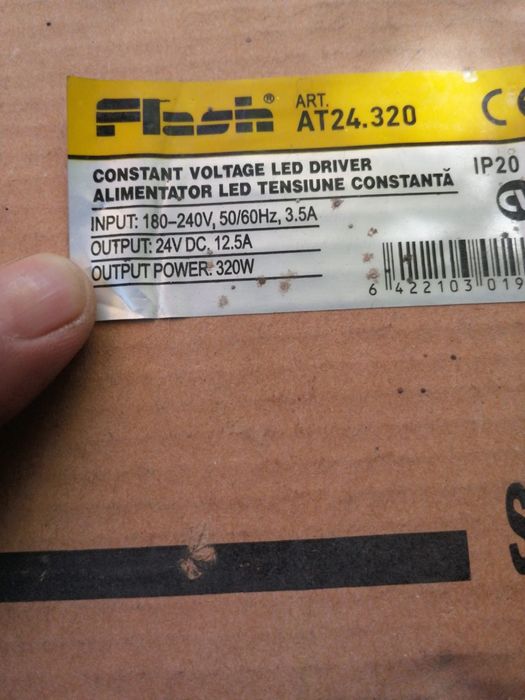 Flash® ART.
AT24.320
CONSTANT VOLTAGE LED DRIVER
ALIMENTATOR LED TENSIUNE CONSTANTĂ
IP20
INPUT: 180-240V, 50/60Hz, 3.5A
OUTPUT: 24V DC, 12.5A
OUTPUT POWER: 320W
6 422103 019